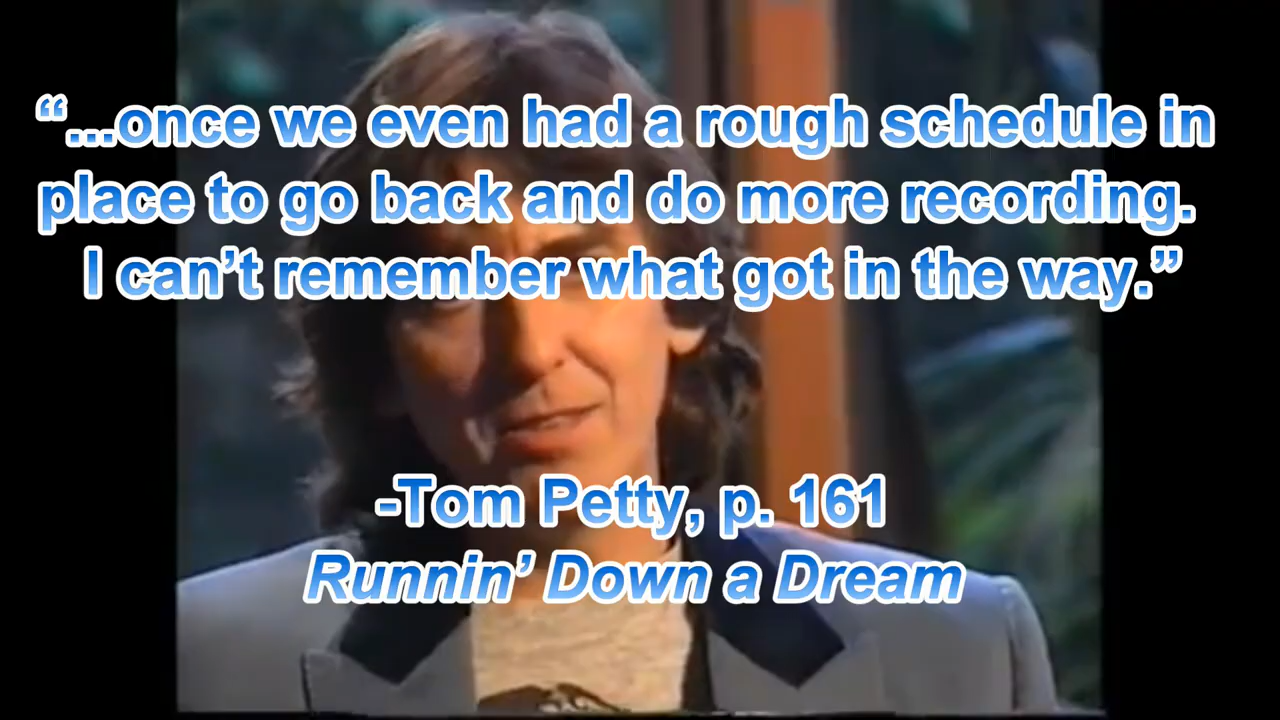 “...once we even had a rough schedule in
place to go back and do more recording.
I can’t remember what got in the way.”
-Tom Petty, p. 161
Runnin’ Down a Dream